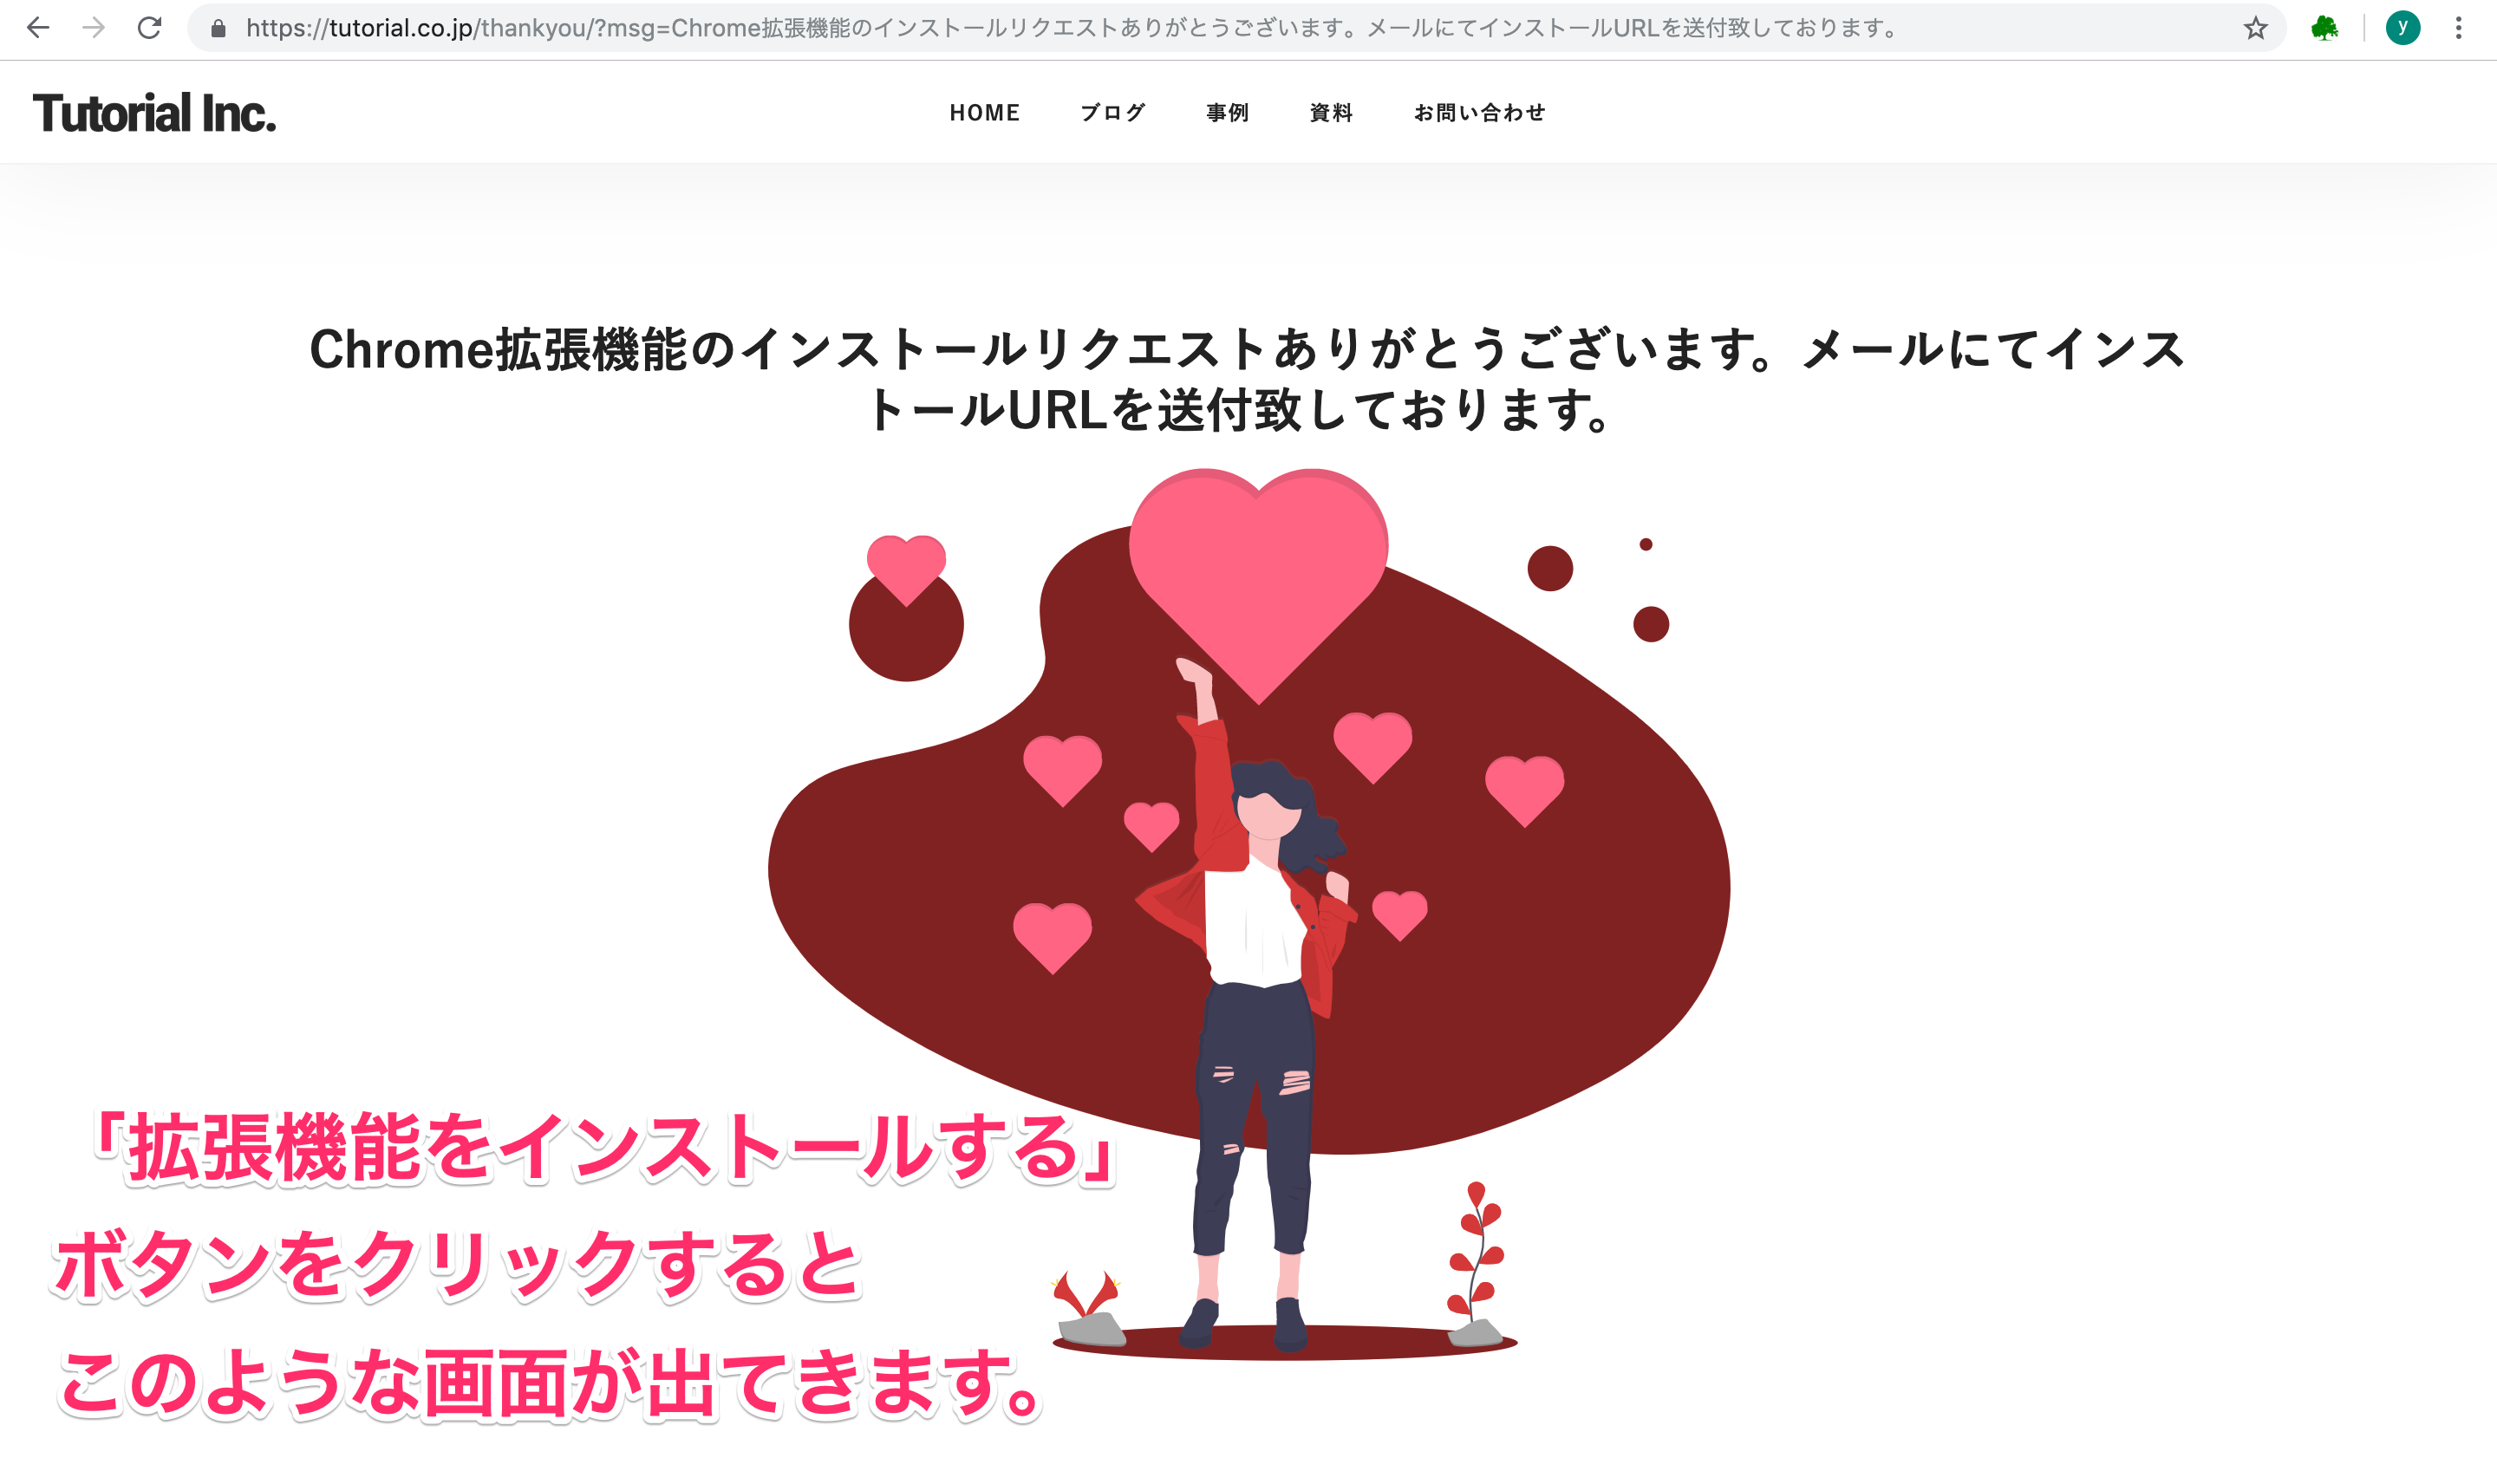 https://tutorial.co.jp/thankyou/?msg=Chrome拡張機能のインストールリクエストありがとうございます。メールにてインストールURLを送付致しております。
y
Tutorial Inc.
HOME ブログ 事例 資料 お問い合わせ
Chrome拡張機能のインストールリクエストありがとうございます。メールにてインス
トールURLを送付致しております。
「拡張機能をインストールする」
ボタンをクリックすると
このような画面が出てきます。